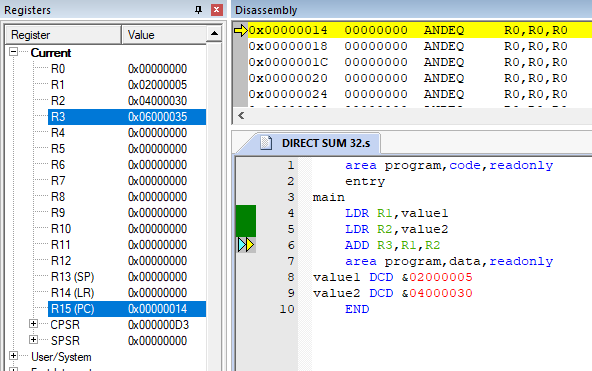 Registers
Register Value
Current
R0 0x00000000
R1 0x02000005
R2 0x04000030
R3 0x06000035
R4 0x00000000
R5 0x00000000
R6 0x00000000
R7 0x00000000
R8 0x00000000
R9 0x00000000
R10 0x00000000
R11 0x00000000
R12 0x00000000
R13 (SP) 0x00000000
R14 (LR) 0x00000000
R15 (PC) 0x00000014
CPSR 0x000000D3
SPSR 0x00000000
User/System
Disassembly
0x00000014 00000000 ANDEQ R0,R0,R0
0x00000018 00000000 ANDEQ R0,R0,R0
0x0000001C 00000000 ANDEQ R0,R0,R0
0x00000020 00000000 ANDEQ R0,R0,R0
0x00000024 00000000 ANDEQ R0,R0,R0
DIRECT SUM 32.s
1 area program,code,readonly
2 entry
3 main
4 LDR R1,value1
5 LDR R2,value2
6 ADD R3,R1,R2
7 area program,data,readonly
8 value1 DCD &02000005
9 value2 DCD &04000030
10 END